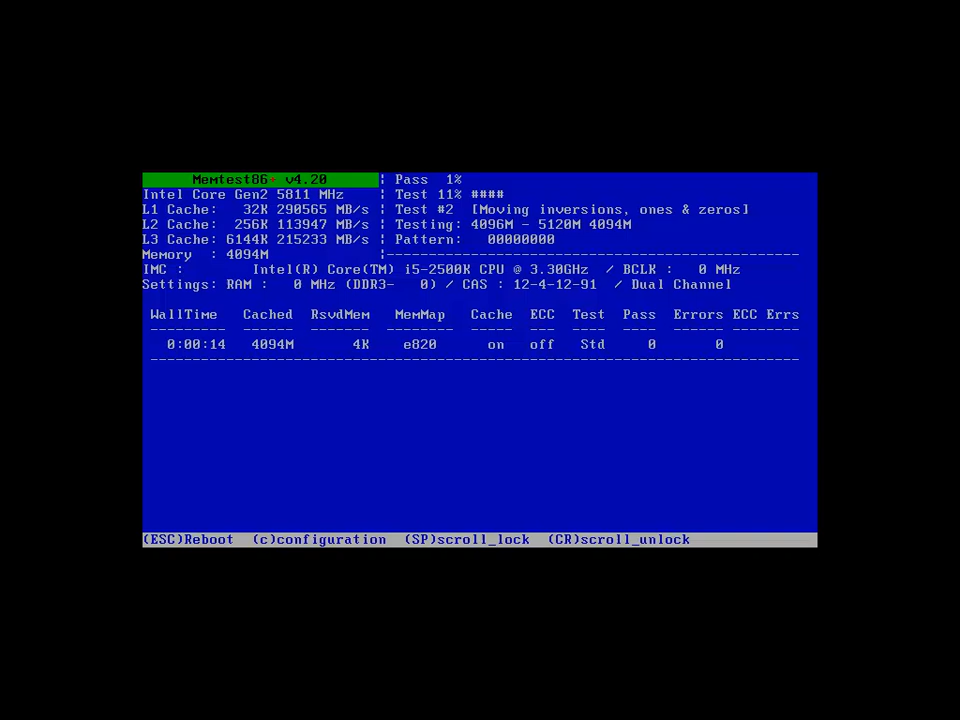 Memtest86+ v4.20 ¦ Pass 1%
Intel Core Gen2 5811 MHz ¦ Test 11% ####
L1 Cache: 32K 290565 MB/s ¦ Test #2 [Moving inversions, ones & zeros]
L2 Cache: 256K 113947 MB/s ¦ Testing: 4096M - 5120M 4094M
L3 Cache: 6144K 215233 MB/s ¦ Pattern: 00000000
Memory : 4094M ¦-------------------------------------------------
IMC : Intel(R) Core(TM) i5-2500K CPU @ 3.30GHz / BCLK : 0 MHz
Settings: RAM : 0 MHz (DDR3- 0) / CAS : 12-4-12-91 / Dual Channel
WallTime Cached RsvdMem MemMap Cache ECC Test Pass Errors ECC Errs
--------- ------ ------- -------- ----- --- ---- ---- ------ --------
0:00:14 4094M 4K e820 on off Std 0 0
-----------------------------------------------------------------------------
(ESC)Reboot (c)configuration (SP)scroll_lock (CR)scroll_unlock